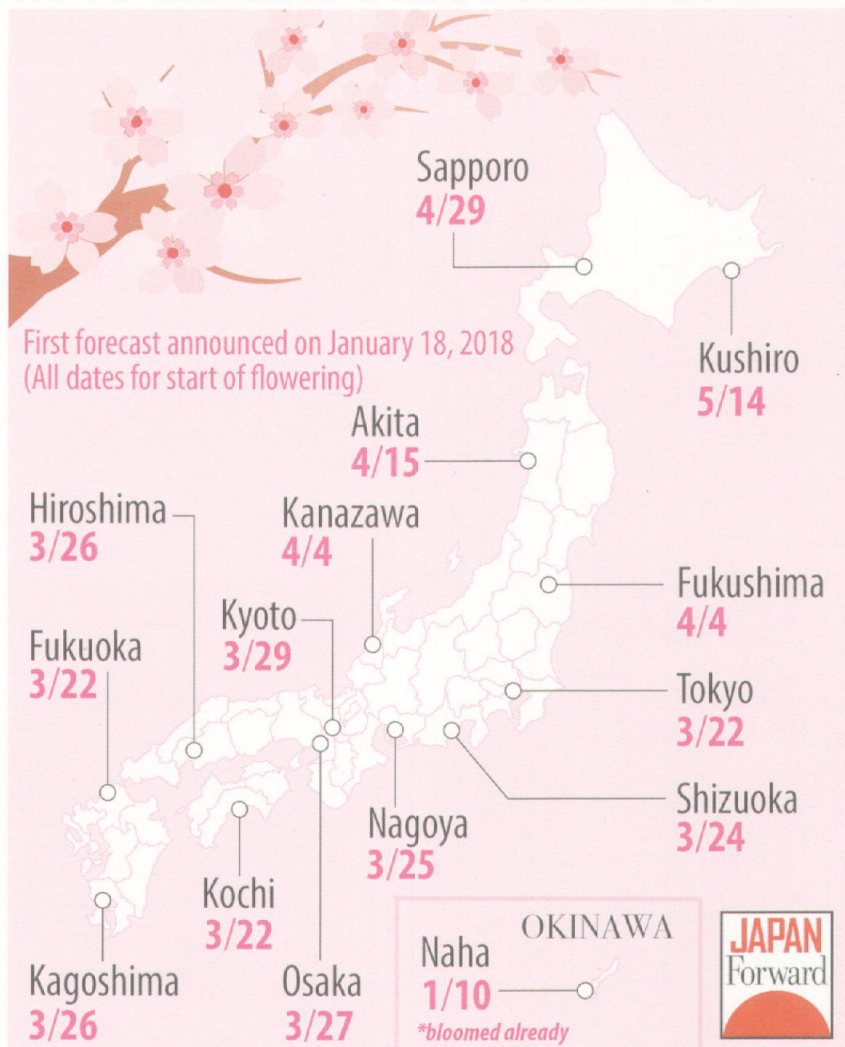 Sapporo
4/29
First forecast announced on January 18, 2018
(All dates for start of flowering)
Kushiro
5/14
Akita
4/15
Hiroshima
3/26
Kanazawa
4/4
Fukushima
4/4
Kyoto
3/29
Fukuoka
3/22
Tokyo
3/22
Shizuoka
3/24
Nagoya
3/25
Kochi
3/22
Kagoshima
3/26
Osaka
3/27
OKINAWA
Naha
1/10
*bloomed already
JAPAN
Forward